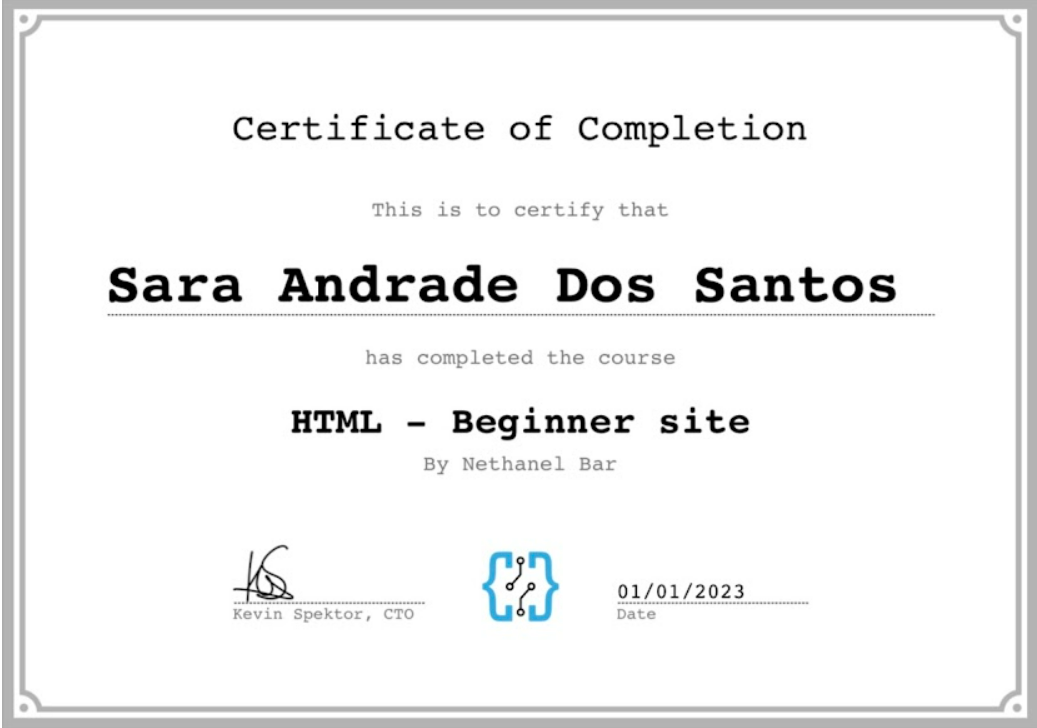 Certificate of Completion
This is to certify that
Sara Andrade Dos Santos
has completed the course
HTML - Beginner site
By Nethanel Bar
01/01/2023
Kevin Spektor, CTO
Date